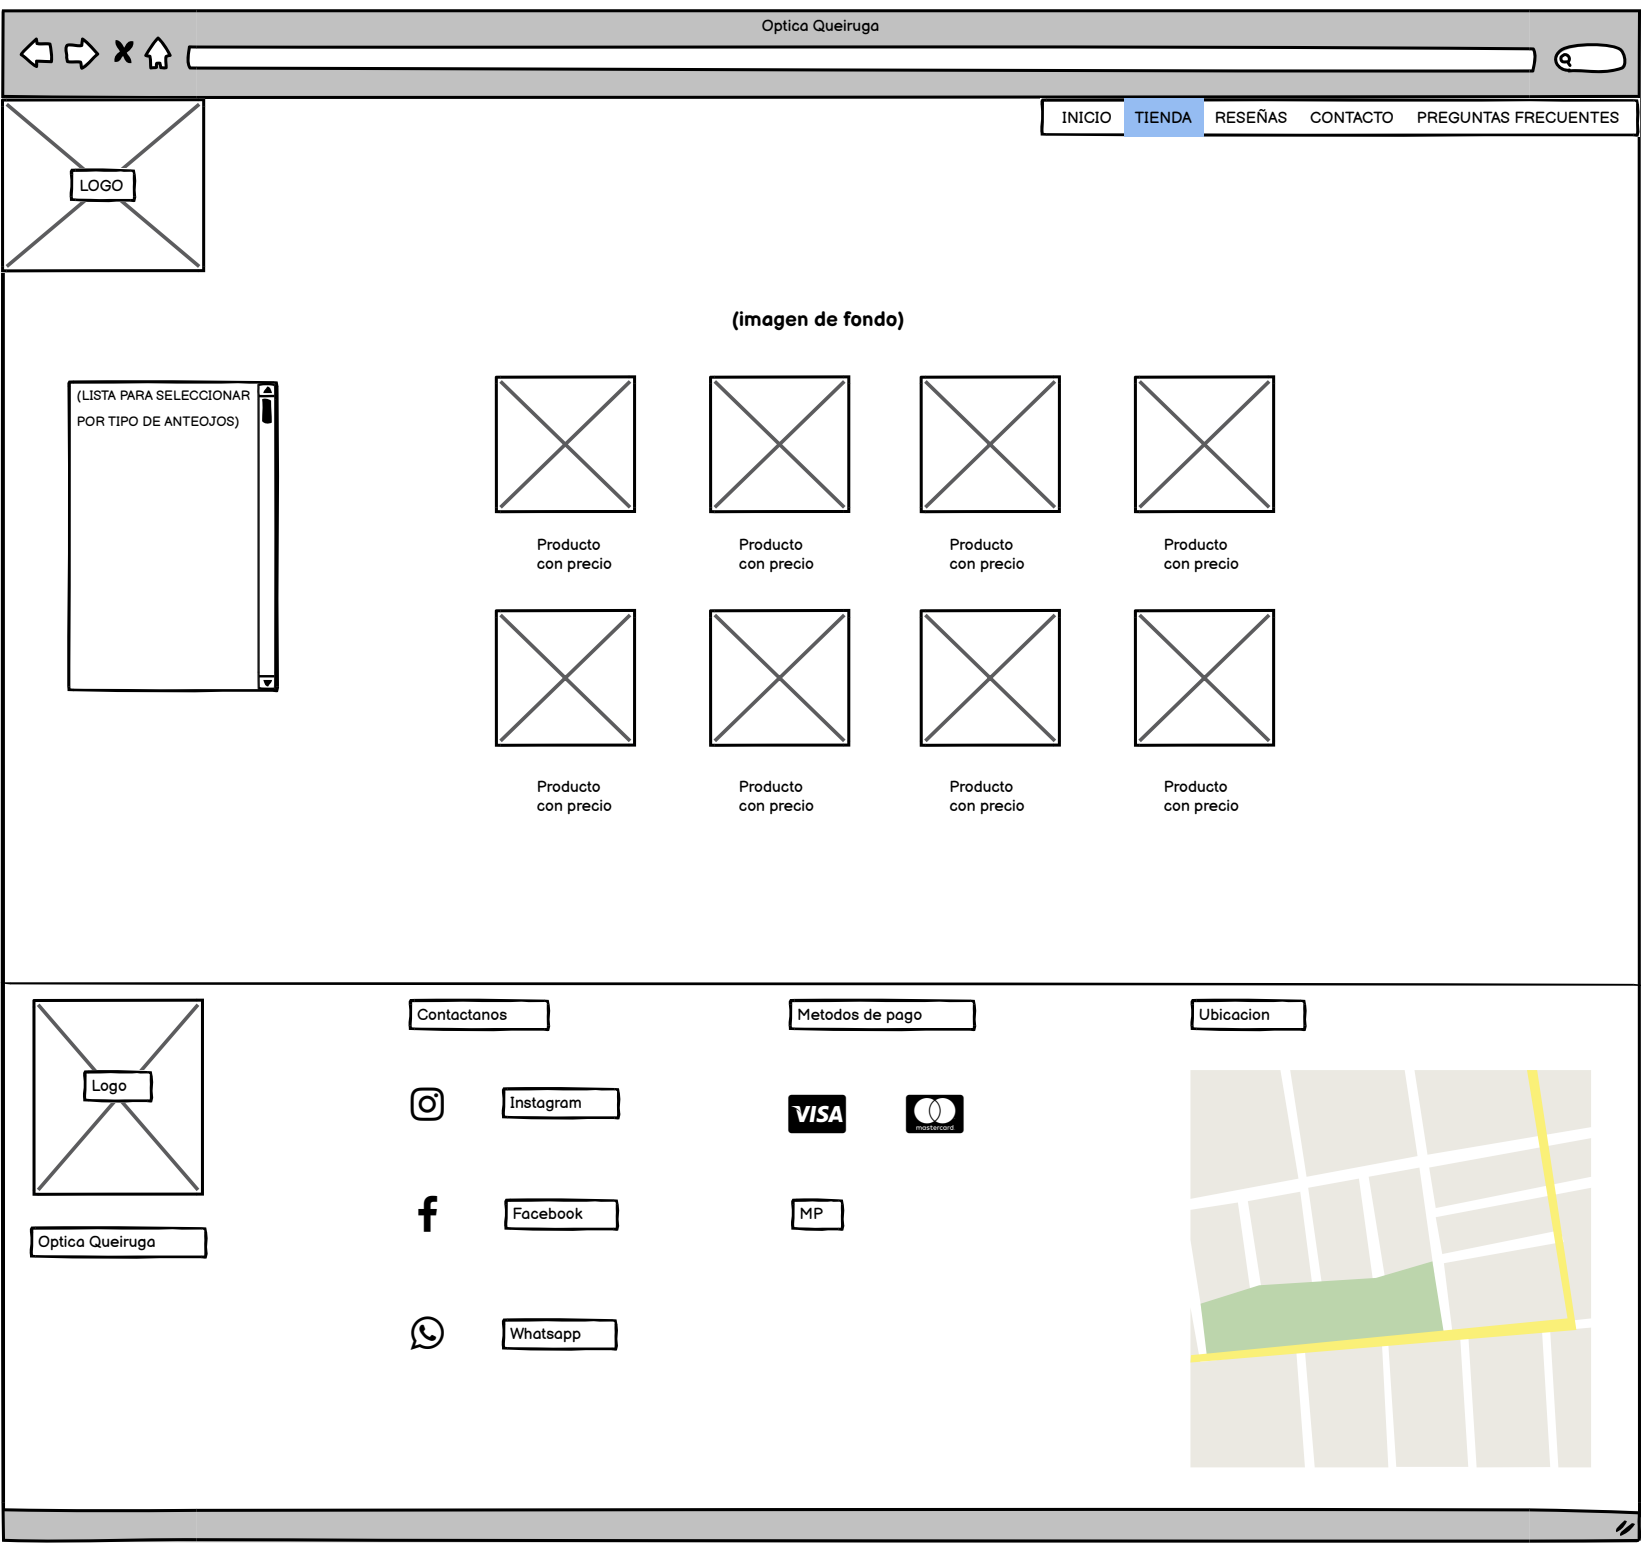 Optica Queiruga
INICIO TIENDA RESEÑAS CONTACTO PREGUNTAS FRECUENTES
LOGO
(imagen de fondo)
(LISTA PARA SELECCIONAR
POR TIPO DE ANTEOJOS)
Producto
con precio
Producto
con precio
Producto
con precio
Producto
con precio
Producto
con precio
Producto
con precio
Producto
con precio
Producto
con precio
Logo
Optica Queiruga
Contactanos
Instagram
Facebook
Whatsapp
Metodos de pago
VISA
mastercard
MP
Ubicacion